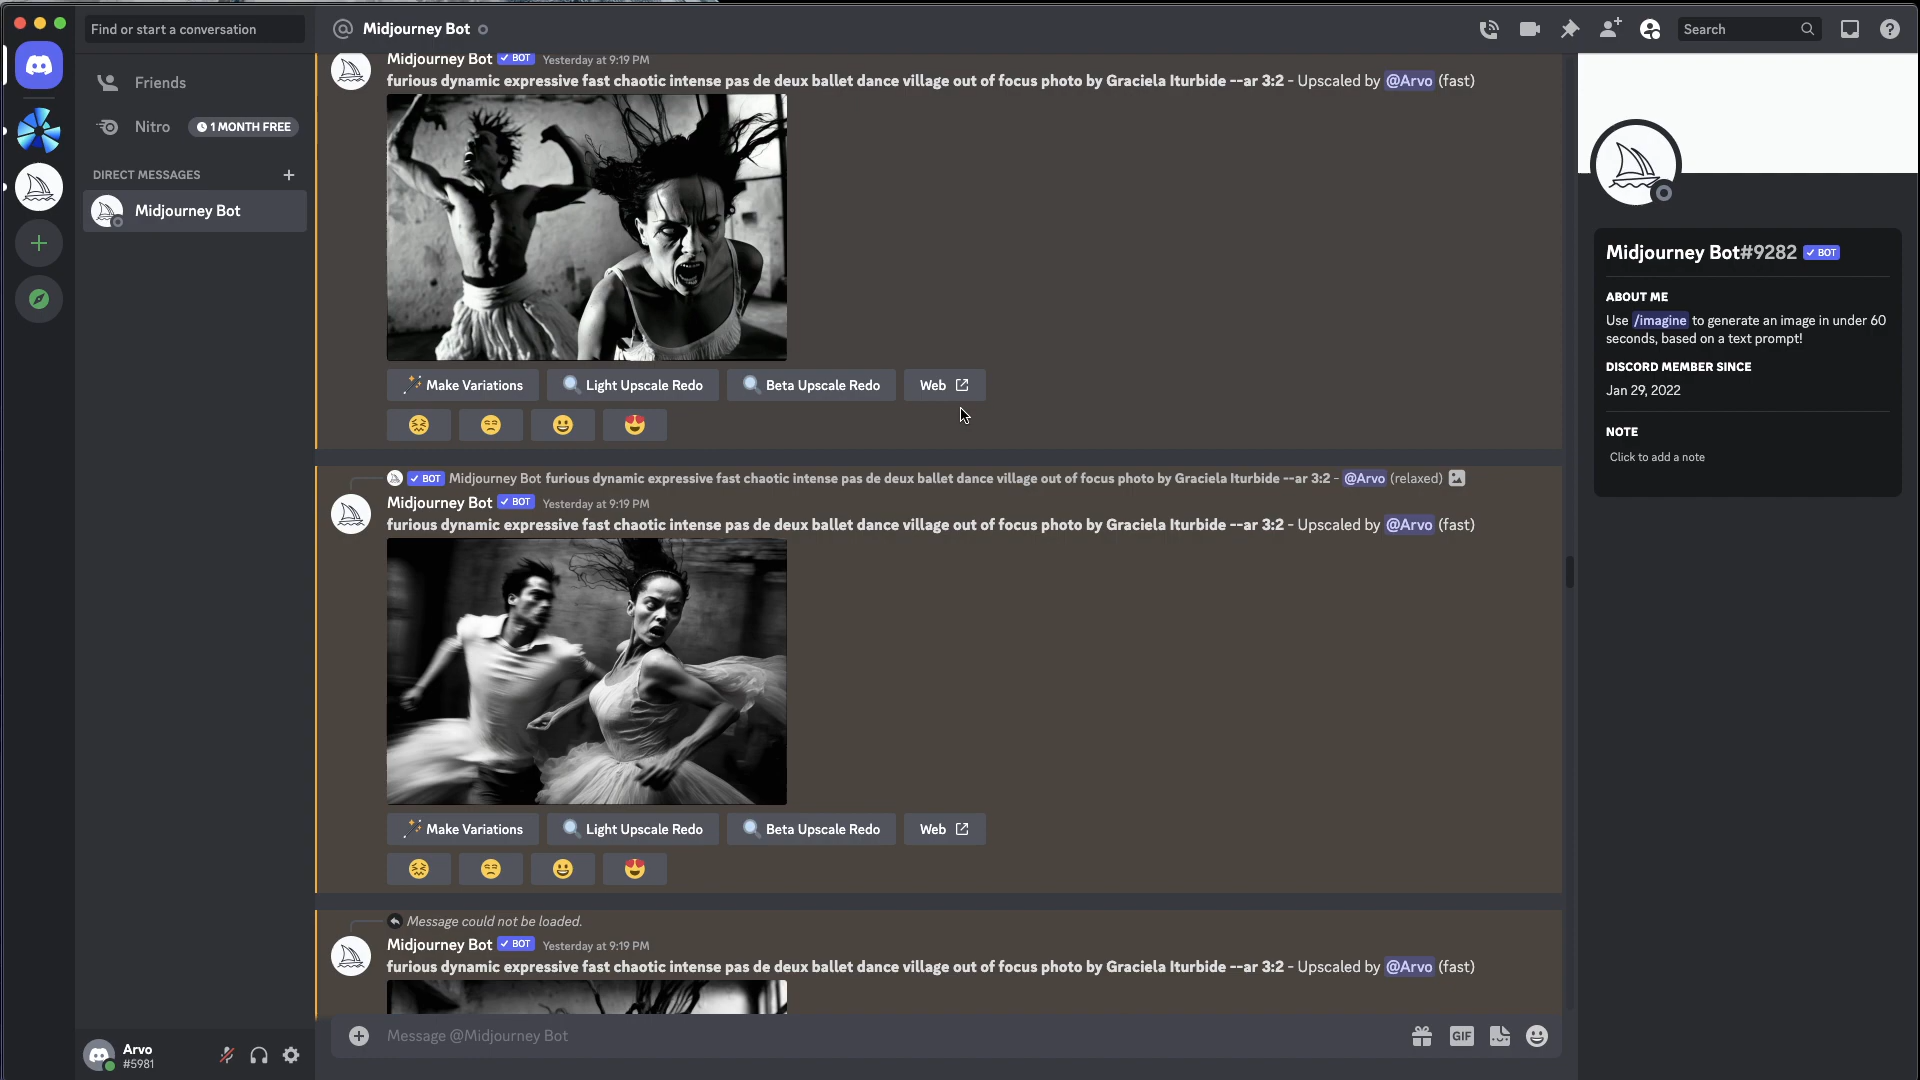 Find or start a conversation
Friends
Nitro
1 MONTH FREE
DIRECT MESSAGES
Midjourney Bot
Arvo
#5981
Midjourney Bot
Search
Midjourney Bot BOT Yesterday at 9:19 PM
furious dynamic expressive fast chaotic intense pas de deux ballet dance village out of focus photo by Graciela Iturbide --ar 3:2 - Upscaled by @Arvo (fast)
Make Variations
Light Upscale Redo
Beta Upscale Redo
Web
BOT Midjourney Bot furious dynamic expressive fast chaotic intense pas de deux ballet dance village out of focus photo by Graciela Iturbide --ar 3:2 - @Arvo (relaxed)
Midjourney Bot BOT Yesterday at 9:19 PM
furious dynamic expressive fast chaotic intense pas de deux ballet dance village out of focus photo by Graciela Iturbide --ar 3:2 - Upscaled by @Arvo (fast)
Make Variations
Light Upscale Redo
Beta Upscale Redo
Web
Message could not be loaded.
Midjourney Bot BOT Yesterday at 9:19 PM
furious dynamic expressive fast chaotic intense pas de deux ballet dance village out of focus photo by Graciela Iturbide --ar 3:2 - Upscaled by @Arvo (fast)
Message @Midjourney Bot
GIF
Midjourney Bot#9282 BOT
ABOUT ME
Use /imagine to generate an image in under 60
seconds, based on a text prompt!
DISCORD MEMBER SINCE
Jan 29, 2022
NOTE
Click to add a note